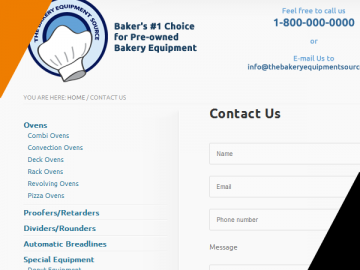 THE BAKERY EQUIPMENT SOURCE
Baker's #1 Choice
for Pre-owned
Bakery Equipment
Feel free to call us
1-800-000-0000
or
E-Mail Us to
info@thebakeryequipmentsourc
YOU ARE HERE: HOME / CONTACT US
Ovens
Combi Ovens
Convection Ovens
Deck Ovens
Rack Ovens
Revolving Ovens
Pizza Ovens
Proofers/Retarders
Dividers/Rounders
Automatic Breadlines
Special Equipment
Donut Equipment
Contact Us
Name
Email
Phone number
Message